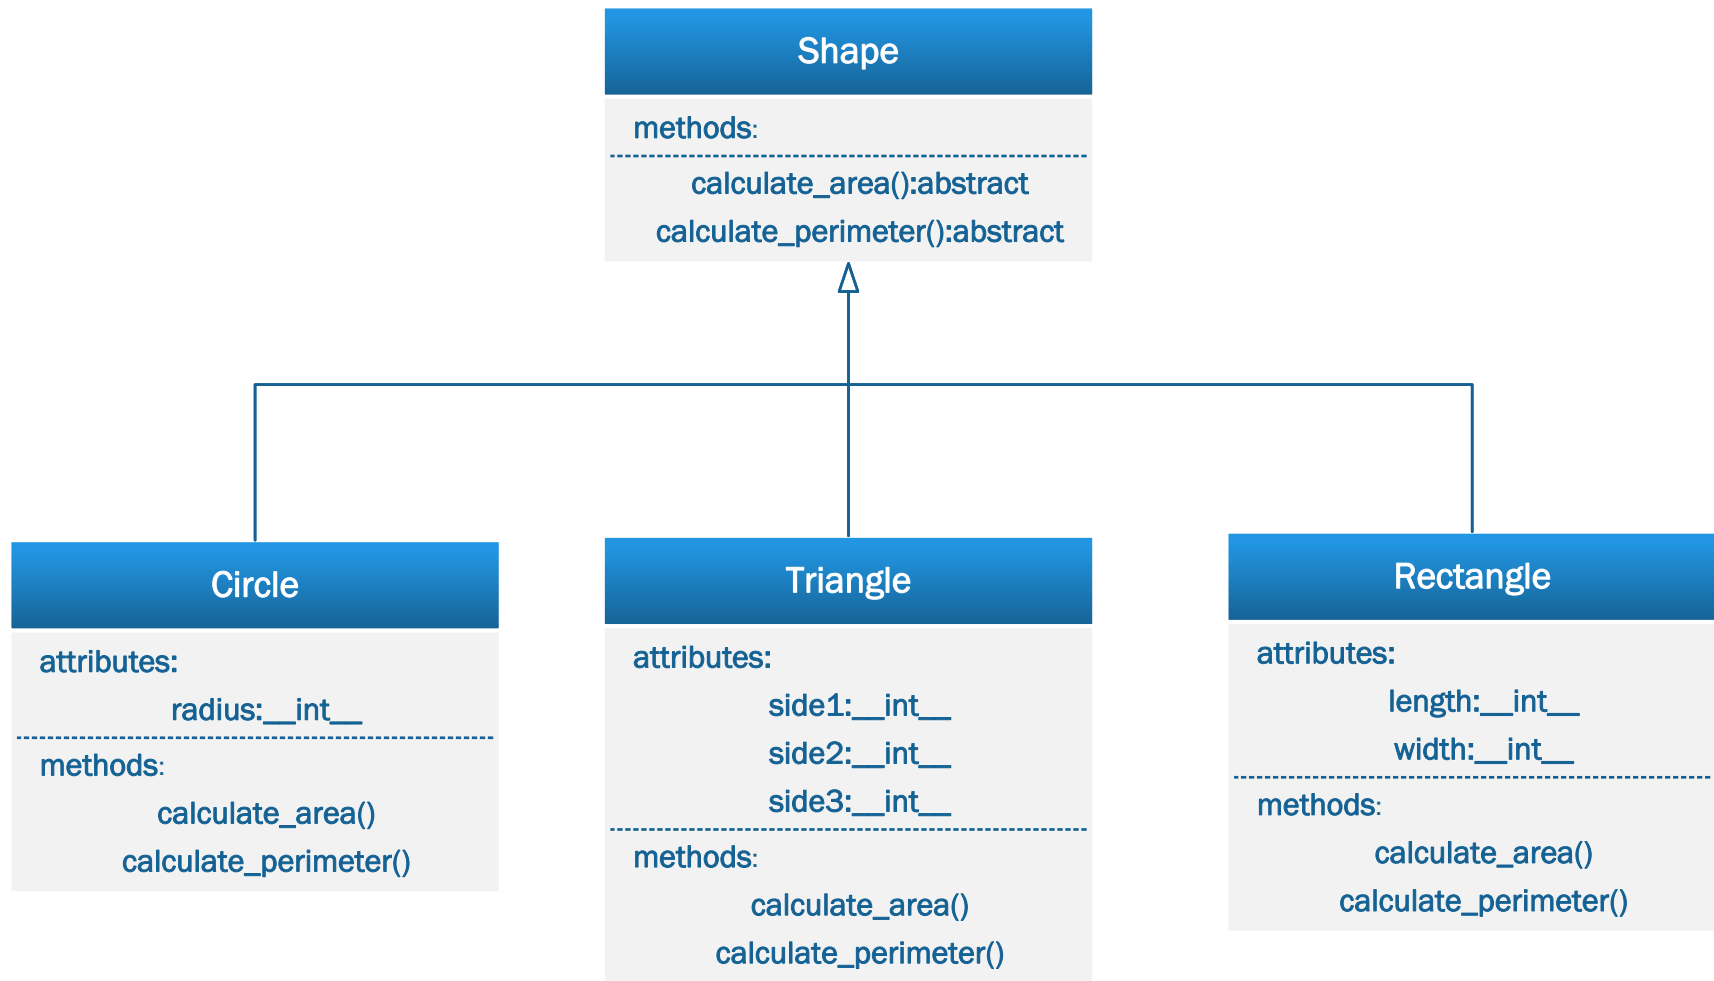 Shape
methods:
calculate_area():abstract
calculate_perimeter():abstract
Circle
attributes:
radius:__int__
methods:
calculate_area()
calculate_perimeter()
Triangle
attributes:
side1:__int__
side2:__int__
side3:__int__
methods:
calculate_area()
calculate_perimeter()
Rectangle
attributes:
length:__int__
width:__int__
methods:
calculate_area()
calculate_perimeter()